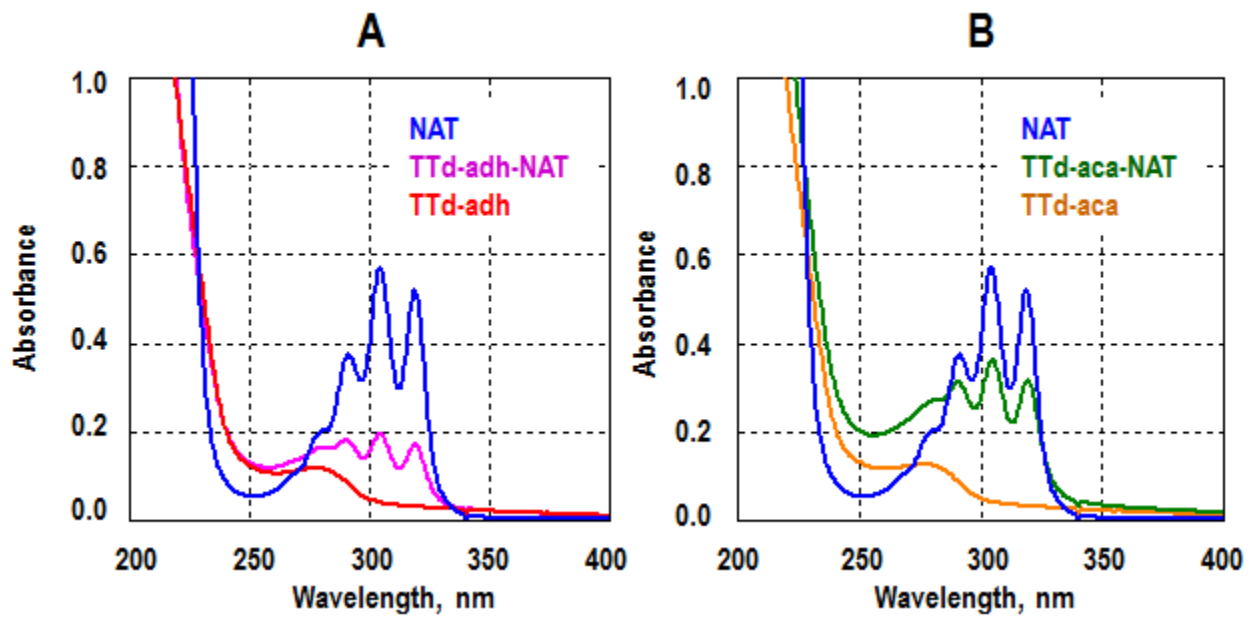 A
1.0
0.8
0.6
0.4
0.2
0.0
Absorbance
NAT
TTd-adh-NAT
TTd-adh
200 250 300 350 400
Wavelength, nm
B
1.0
0.8
0.6
0.4
0.2
0.0
Absorbance
NAT
TTd-aca-NAT
TTd-aca
200 250 300 350 400
Wavelength, nm